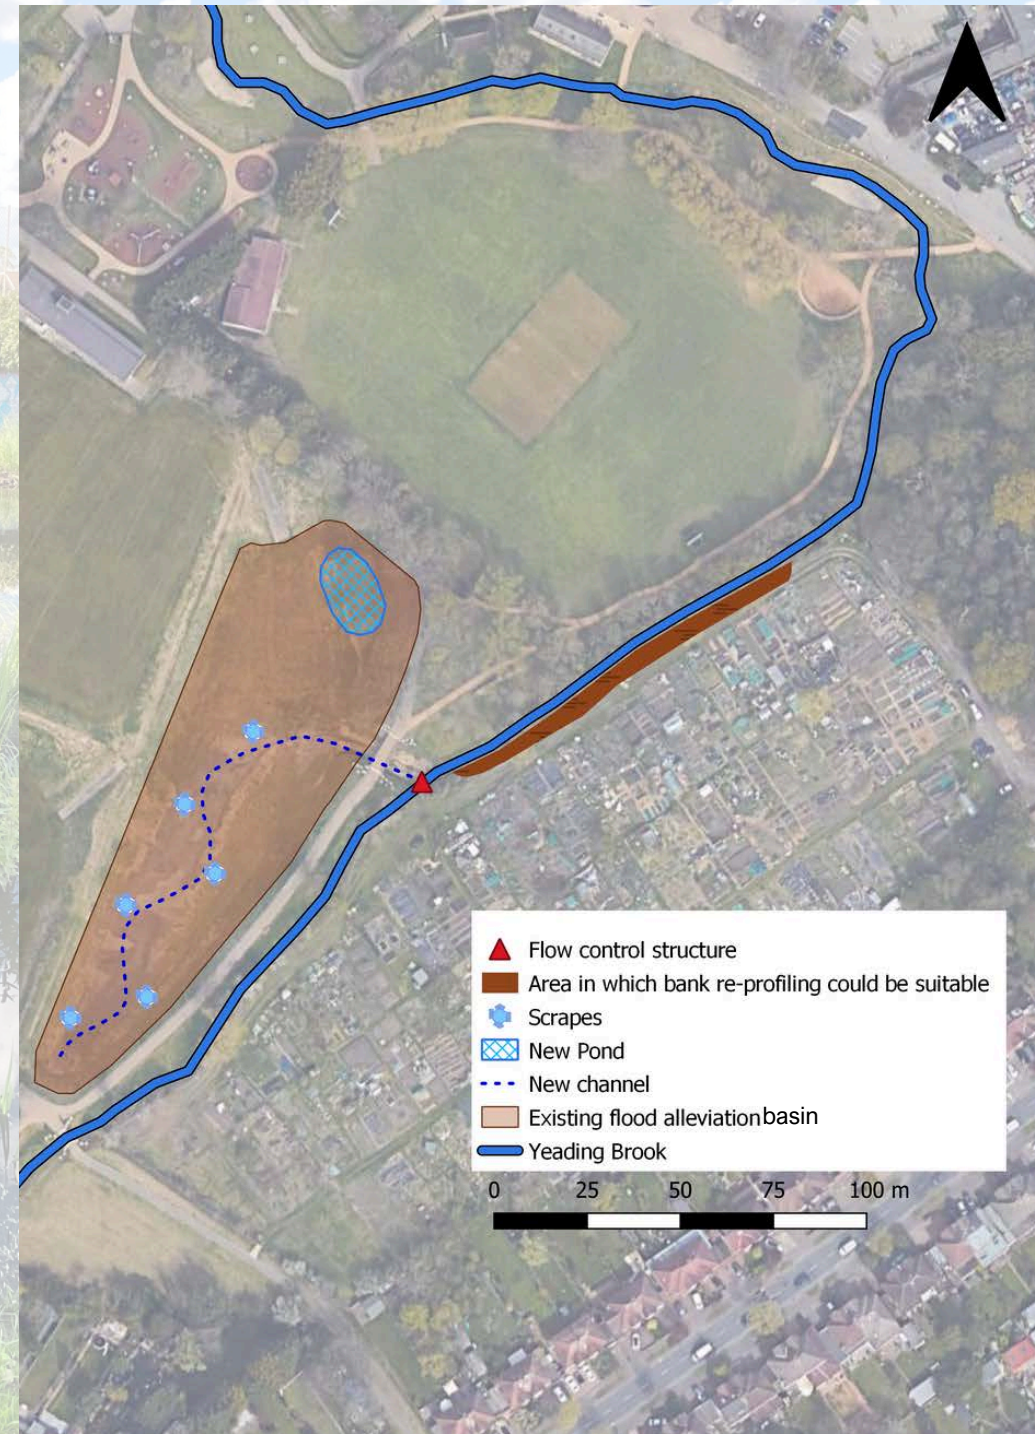 Flow control structure
Area in which bank re-profiling could be suitable
Scrapes
New Pond
New channel
Existing flood alleviation basin
Yeading Brook
0 25 50 75 100 m